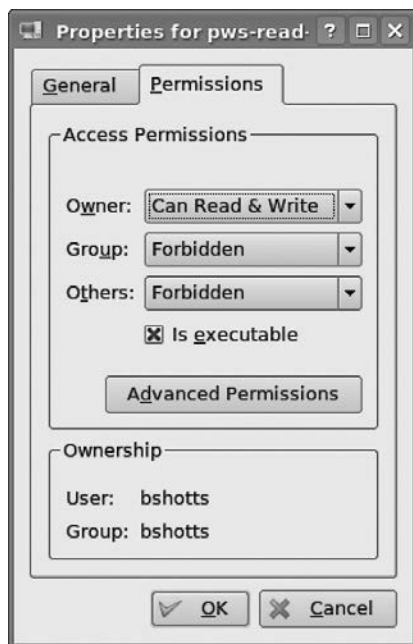 Properties for pws-read- ?
General Permissions
Access Permissions
Owner: Can Read & Write
Group: Forbidden
Others: Forbidden
Is executable
Advanced Permissions
Ownership
User: bshotts
Group: bshotts
OK Cancel